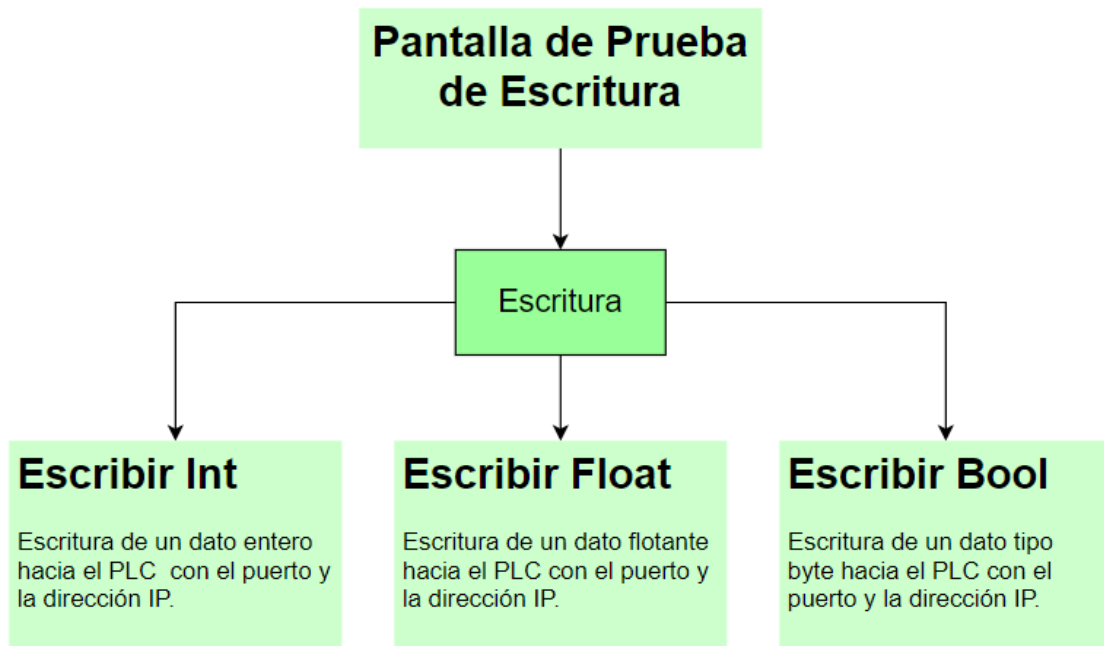 Pantalla de Prueba
de Escritura
Escritura
Escribir Int
Escritura de un dato entero
hacia el PLC  con el puerto y
la dirección IP.
Escribir Float
Escritura de un dato flotante
hacia el PLC con el puerto y
la dirección IP.
Escribir Bool
Escritura de un dato tipo
byte hacia el PLC con el
puerto y la dirección IP.